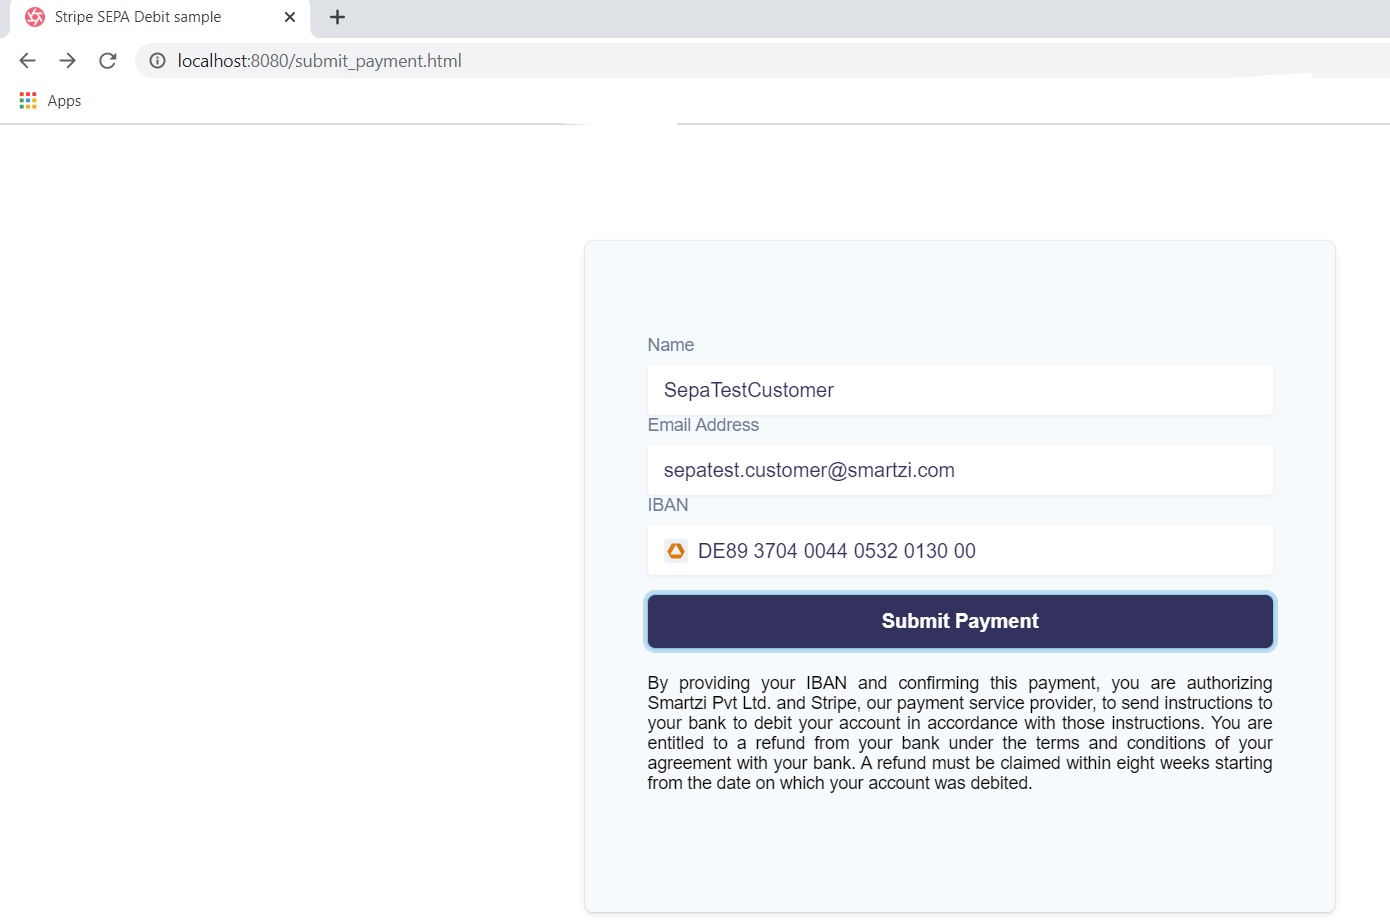 Stripe SEPA Debit sample
localhost:8080/submit_payment.html
Apps
Name
SepaTestCustomer
Email Address
sepatest.customer@smartzi.com
IBAN
DE89 3704 0044 0532 0130 00
Submit Payment
By providing your IBAN and confirming this payment, you are authorizing
Smartzi Pvt Ltd. and Stripe, our payment service provider, to send instructions to
your bank to debit your account in accordance with those instructions. You are
entitled to a refund from your bank under the terms and conditions of your
agreement with your bank. A refund must be claimed within eight weeks starting
from the date on which your account was debited.